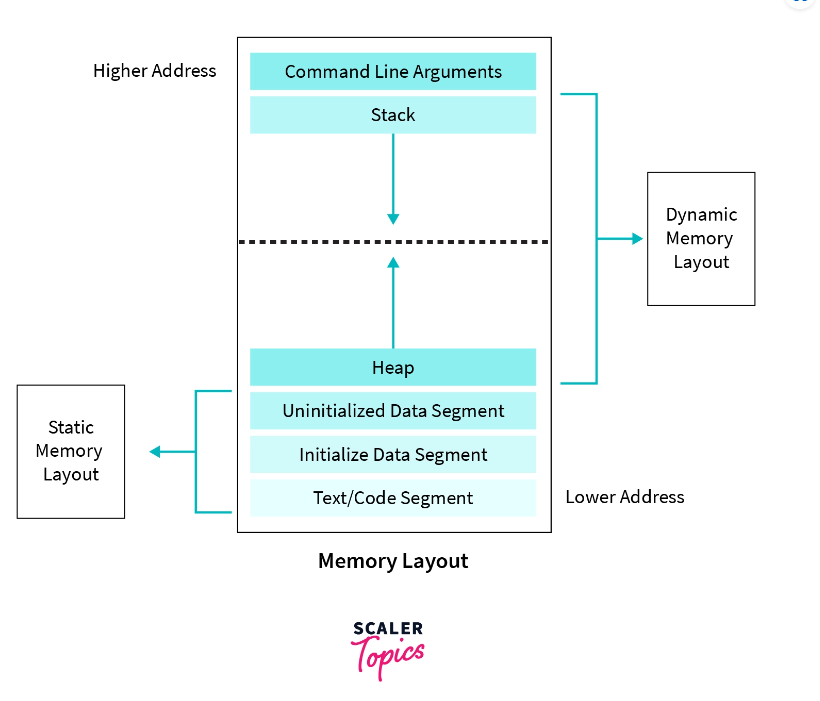 Higher Address
Command Line Arguments
Stack
Dynamic
Memory
Layout
Heap
Uninitialized Data Segment
Initialize Data Segment
Text/Code Segment
Static
Memory
Layout
Lower Address
Memory Layout
SCALER
Topics